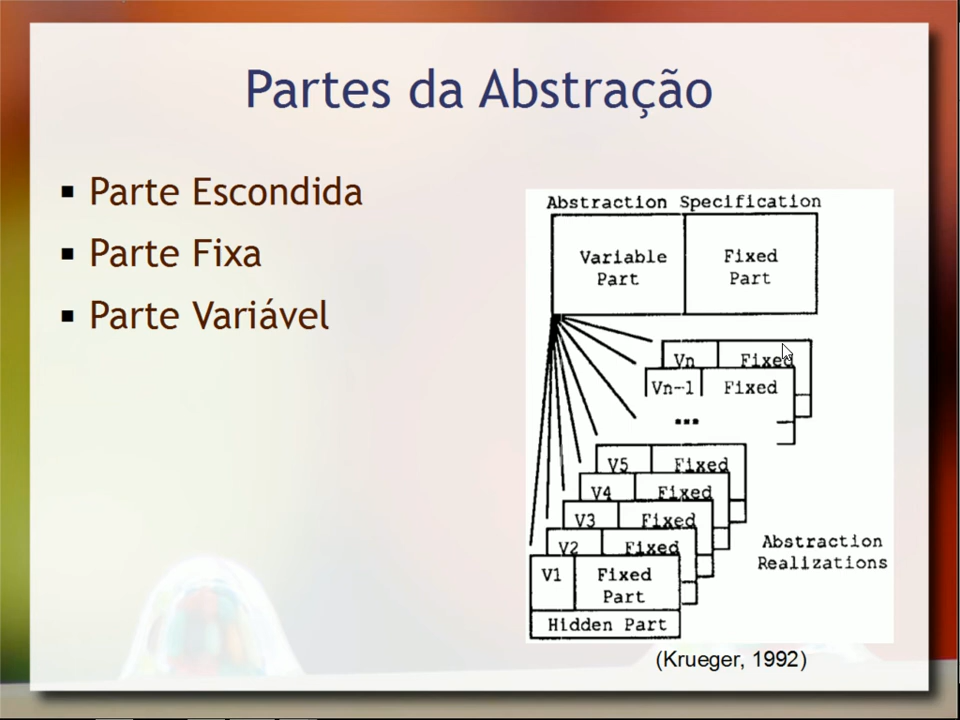 Partes da Abstração
Parte Escondida
Parte Fixa
Parte Variável
Abstraction Specification
Variable Part
Fixed Part
Vn Fixed
Vn-1 Fixed
...
V5 Fixed
V4 Fixed
V3 Fixed
V2 Fixed
V1 Fixed Part
Hidden Part
Abstraction
Realizations
(Krueger, 1992)